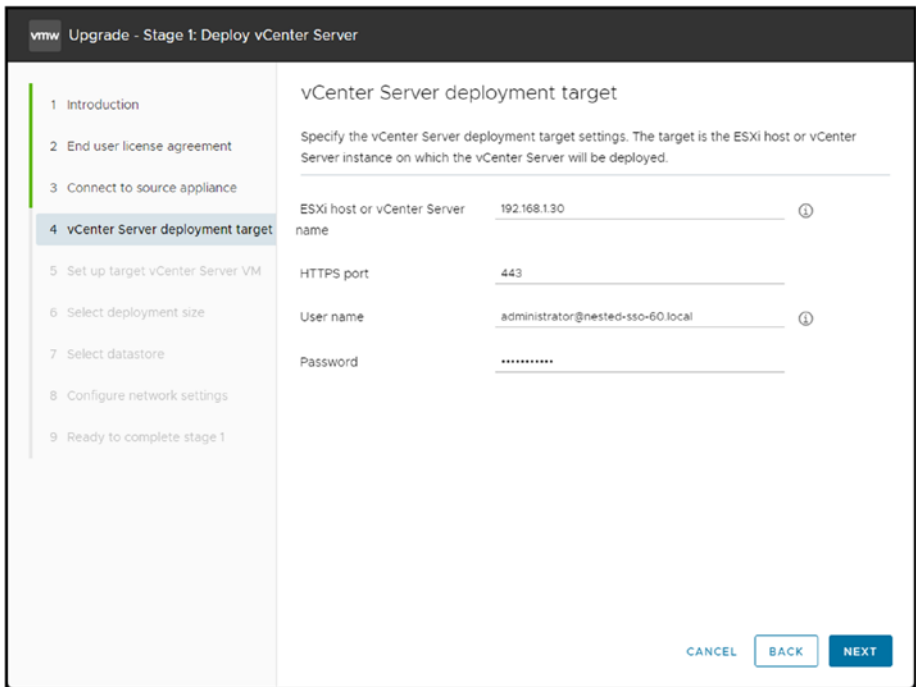 vmw Upgrade - Stage 1: Deploy vCenter Server
1 Introduction
2 End user license agreement
3 Connect to source appliance
4 vCenter Server deployment target
5 Set up target vCenter Server VM
6 Select deployment size
7 Select datastore
8 Configure network settings
9 Ready to complete stage 1
vCenter Server deployment target
Specify the vCenter Server deployment target settings. The target is the ESXi host or vCenter
Server instance on which the vCenter Server will be deployed.
ESXi host or vCenter Server 192.168.1.30
name
HTTPS port 443
User name administrator@nested-sso-60.local
Password •••••••••••
CANCEL BACK NEXT